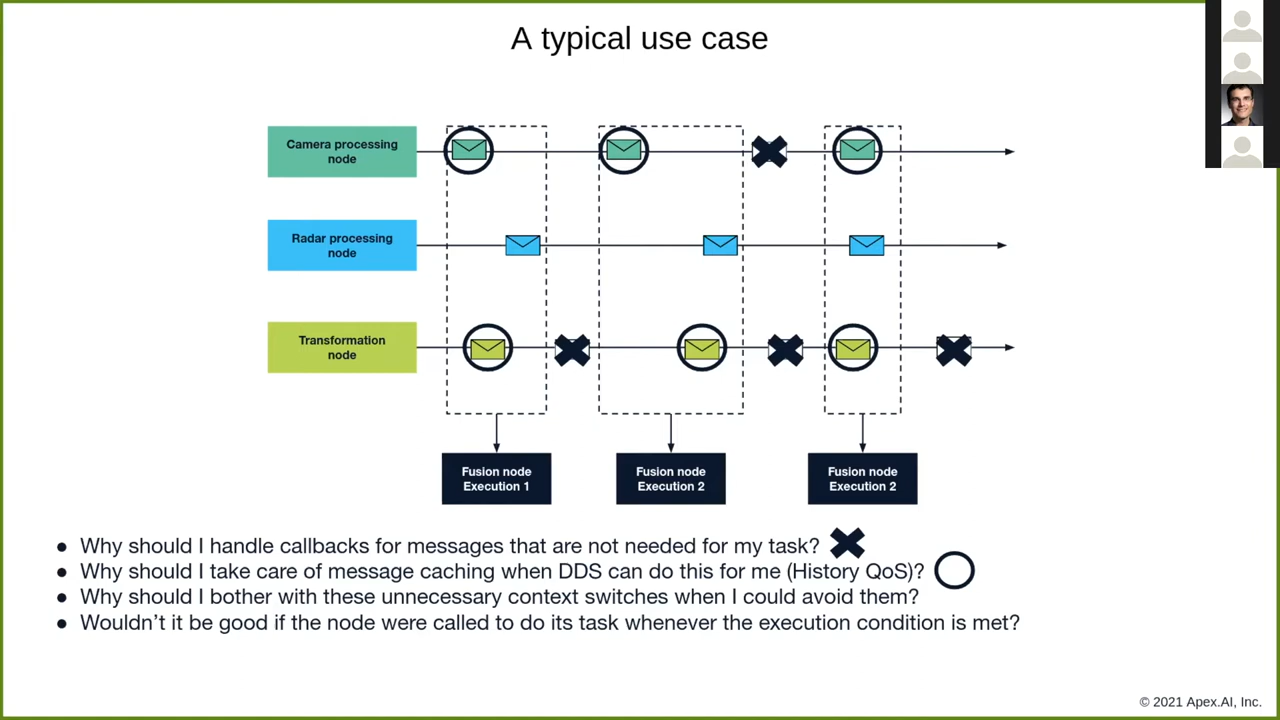 A typical use case
Camera processing
node
Radar processing
node
Transformation
node
Fusion node
Execution 1
Fusion node
Execution 2
Fusion node
Execution 2
● Why should I handle callbacks for messages that are not needed for my task?
● Why should I take care of message caching when DDS can do this for me (History QoS)?
● Why should I bother with these unnecessary context switches when I could avoid them?
● Wouldn’t it be good if the node were called to do its task whenever the execution condition is met?
© 2021 Apex.AI, Inc.